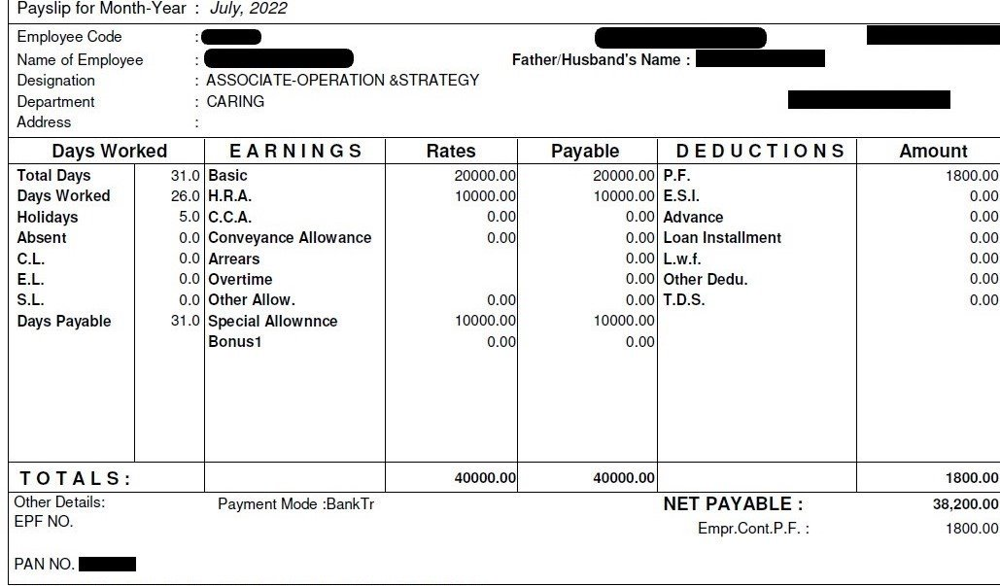 Payslip for Month-Year : July, 2022
Employee Code :
Name of Employee : Father/Husband's Name :
Designation : ASSOCIATE-OPERATION &STRATEGY
Department : CARING
Address :
Days Worked E A R N I N G S Rates Payable D E D U C T I O N S Amount
Total Days 31.0 Basic 20000.00 20000.00 P.F. 1800.00
Days Worked 26.0 H.R.A. 10000.00 10000.00 E.S.I. 0.00
Holidays 5.0 C.C.A. 0.00 0.00 Advance 0.00
Absent 0.0 Conveyance Allowance 0.00 0.00 Loan Installment 0.00
C.L. 0.0 Arrears 0.00 L.w.f. 0.00
E.L. 0.0 Overtime 0.00 Other Dedu. 0.00
S.L. 0.0 Other Allow. 0.00 0.00 T.D.S. 0.00
Days Payable 31.0 Special Allownnce 10000.00 10000.00
Bonus1 0.00 0.00
T O T A L S : 40000.00 40000.00 1800.00
Other Details: Payment Mode :BankTr NET PAYABLE : 38,200.00
EPF NO. Empr.Cont.P.F. : 1800.00
PAN NO.